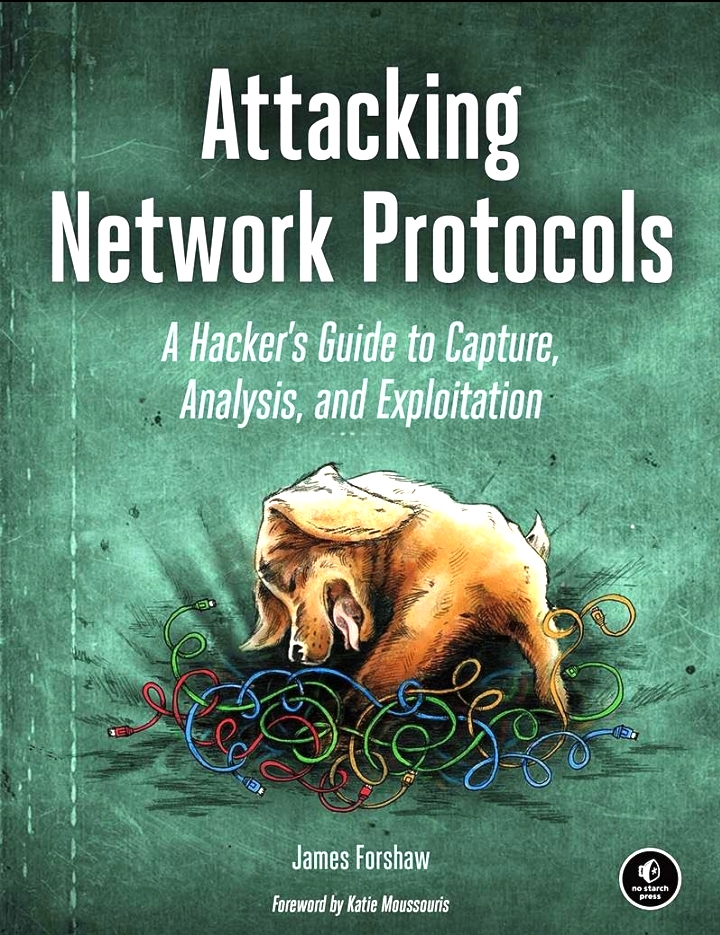 Attacking
Network Protocols
A Hacker's Guide to Capture,
Analysis, and Exploitation
James Forshaw
Foreword by Katie Moussouris
no starch
press